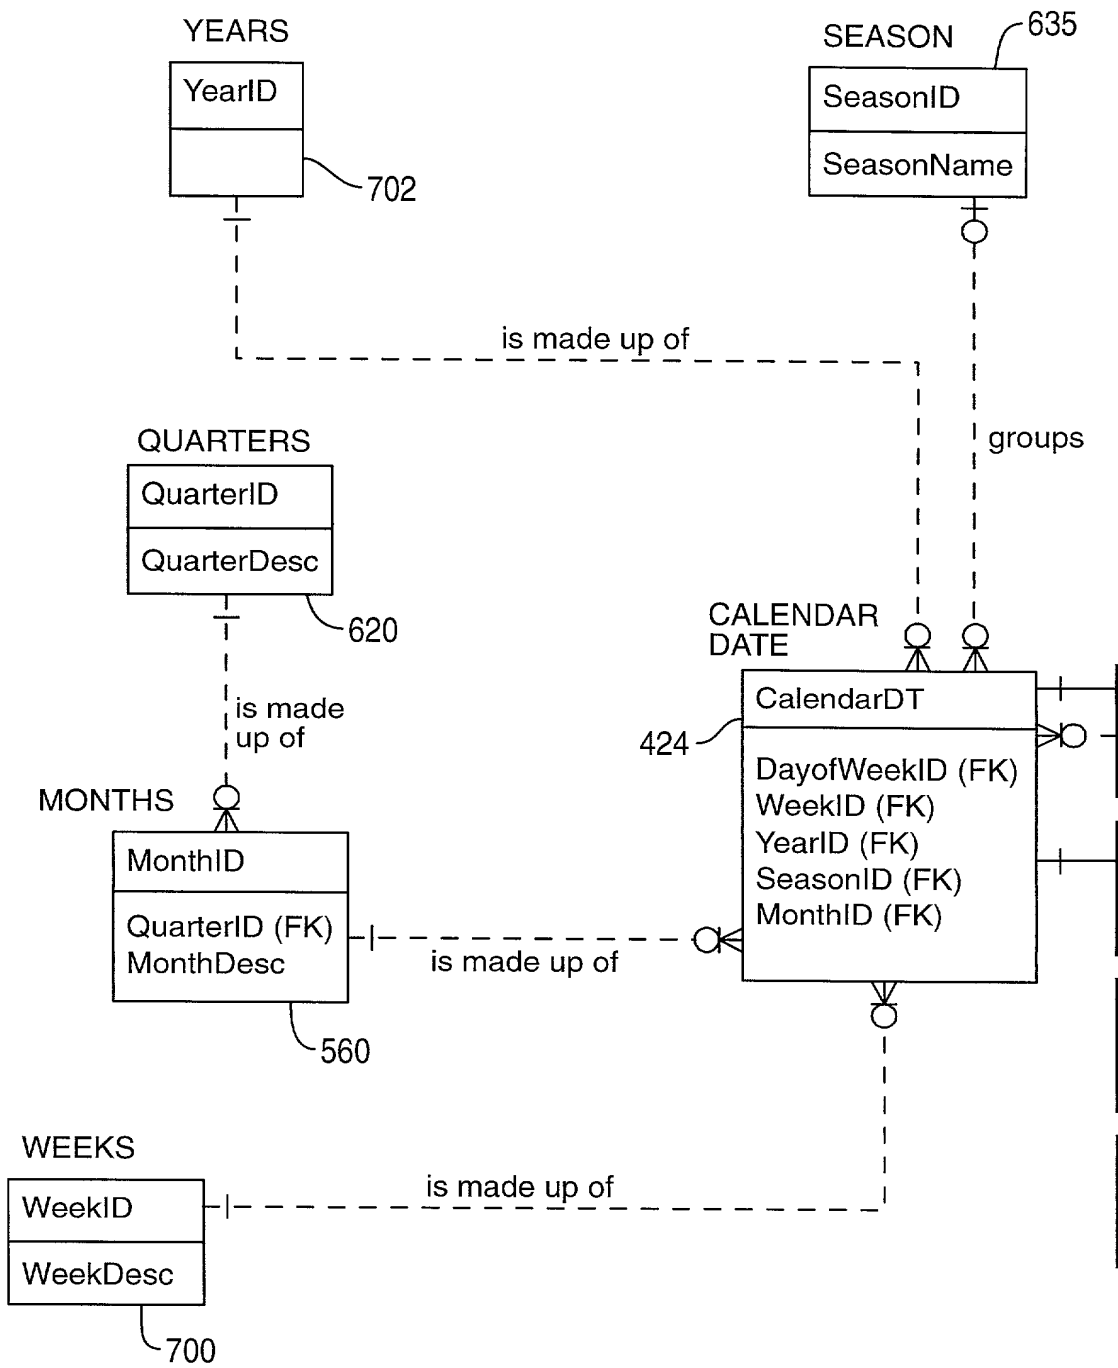 YEARS
YearID
702
SEASON
635
SeasonID
SeasonName
is made up of
groups
QUARTERS
QuarterID
QuarterDesc
620
is made
up of
MONTHS
MonthID
QuarterID (FK)
MonthDesc
560
is made up of
CALENDAR
DATE
CalendarDT
424
DayofWeekID (FK)
WeekID (FK)
YearID (FK)
SeasonID (FK)
MonthID (FK)
WEEKS
WeekID
WeekDesc
700
is made up of